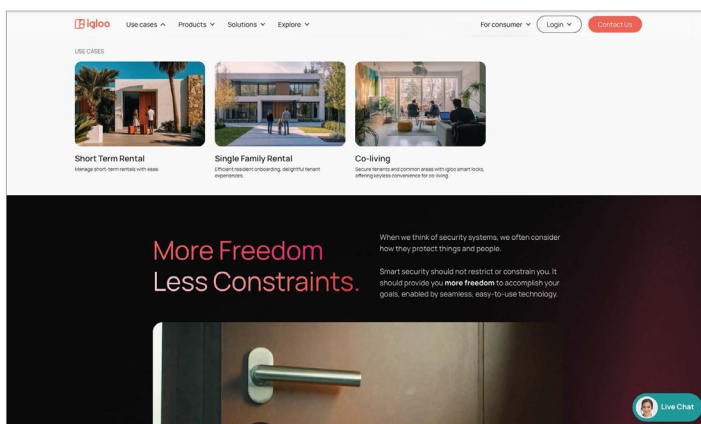 igloo
Use cases
Products
Solutions
Explore
For consumer
Login
Contact Us
USE CASES
Short Term Rental
Manage short-term rentals with ease.
Single Family Rental
Efficient resident onboarding, delightful tenant
experiences.
Co-living
Secure tenants and common areas with igloo smart locks,
offering keyless convenience for co-living.
More Freedom
Less Constraints.
When we think of security systems, we often consider
how they protect things and people.
Smart security should not restrict or constrain you. It
should provide you more freedom to accomplish your
goals, enabled by seamless, easy-to-use technology.
Live Chat